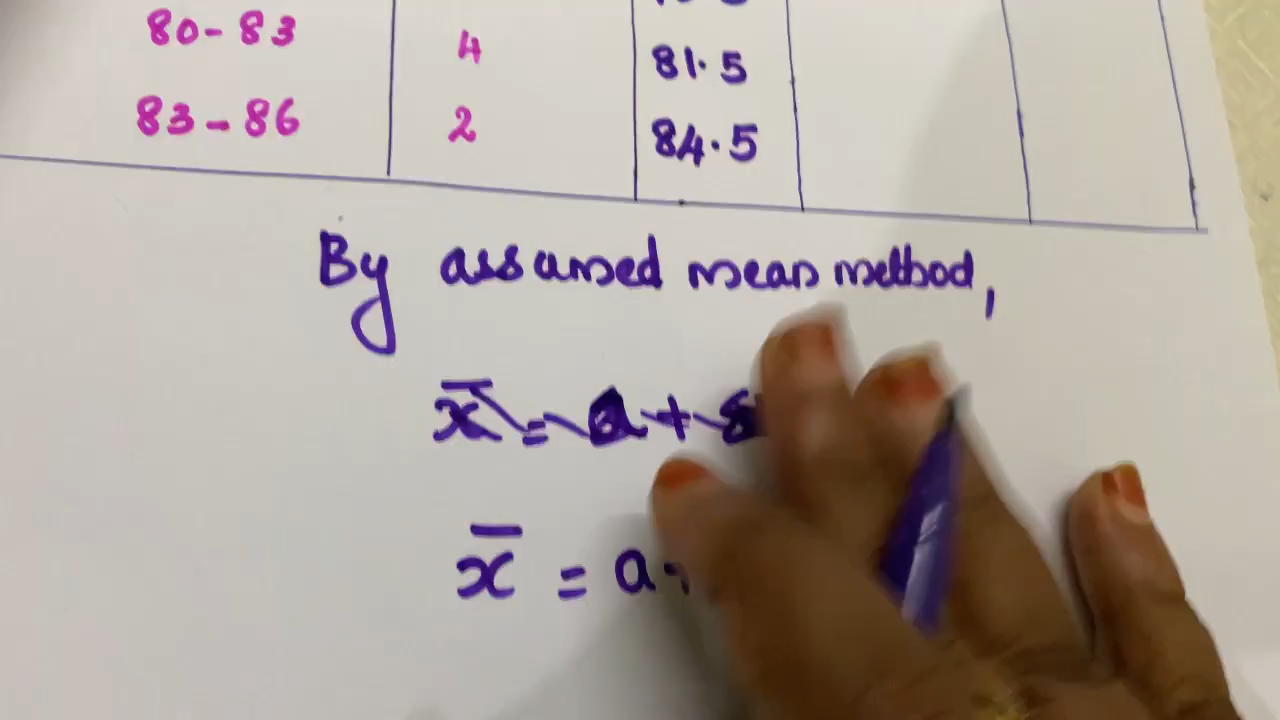 80-83 4 81.5
83-86 2 84.5
By assumed mean method,
x̄ = a +
x̄ = a +